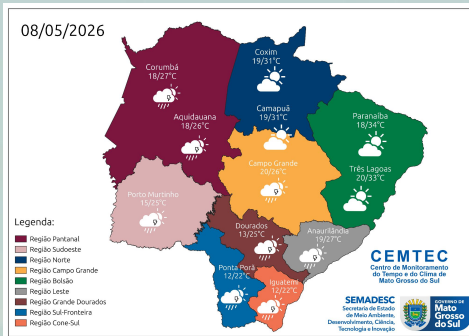 08/05/2026
Corumbá
18/27°C
Coxim
19/31°C
Aquidauana
18/26°C
Camapuã
19/31°C
Paranaíba
18/34°C
Campo Grande
20/26°C
Três Lagoas
20/33°C
Porto Murtinho
15/25°C
Dourados
13/25°C
Anaurilândia
19/27°C
Ponta Porã
12/22°C
Iguatemi
12/22°C
Legenda:
Região Pantanal
Região Sudoeste
Região Norte
Região Campo Grande
Região Bolsão
Região Leste
Região Grande Dourados
Região Sul-Fronteira
Região Cone-Sul
CEMTEC
Centro de Monitoramento
do Tempo e do Clima de
Mato Grosso do Sul
SEMADESC
Secretaria de Estado
de Meio Ambiente,
Desenvolvimento, Ciência,
Tecnologia e Inovação
GOVERNO DE
Mato
Grosso
do Sul